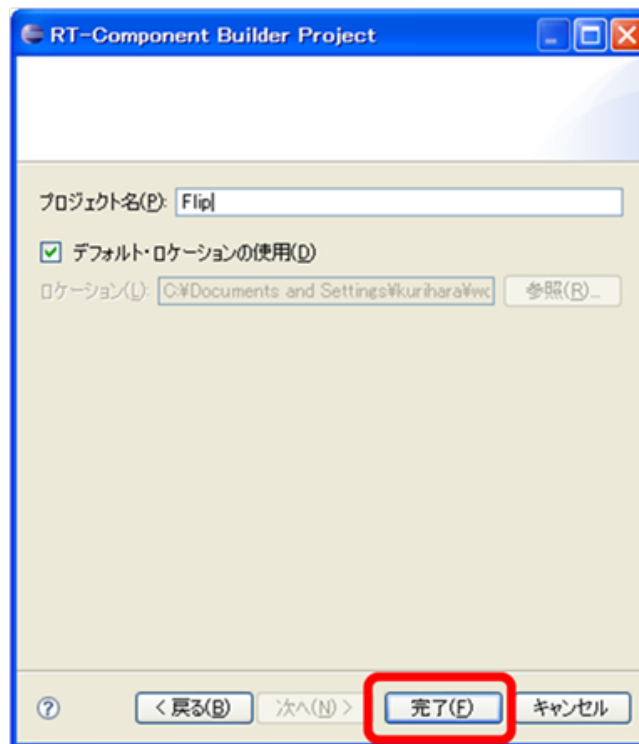 RT-Component Builder Project
プロジェクト名(P): Flip
デフォルト・ロケーションの使用(D)
ロケーション(L): C:¥Documents and Settings¥kurihara¥wc 参照(R)...
< 戻る(B) 次へ(N) > 完了(F) キャンセル